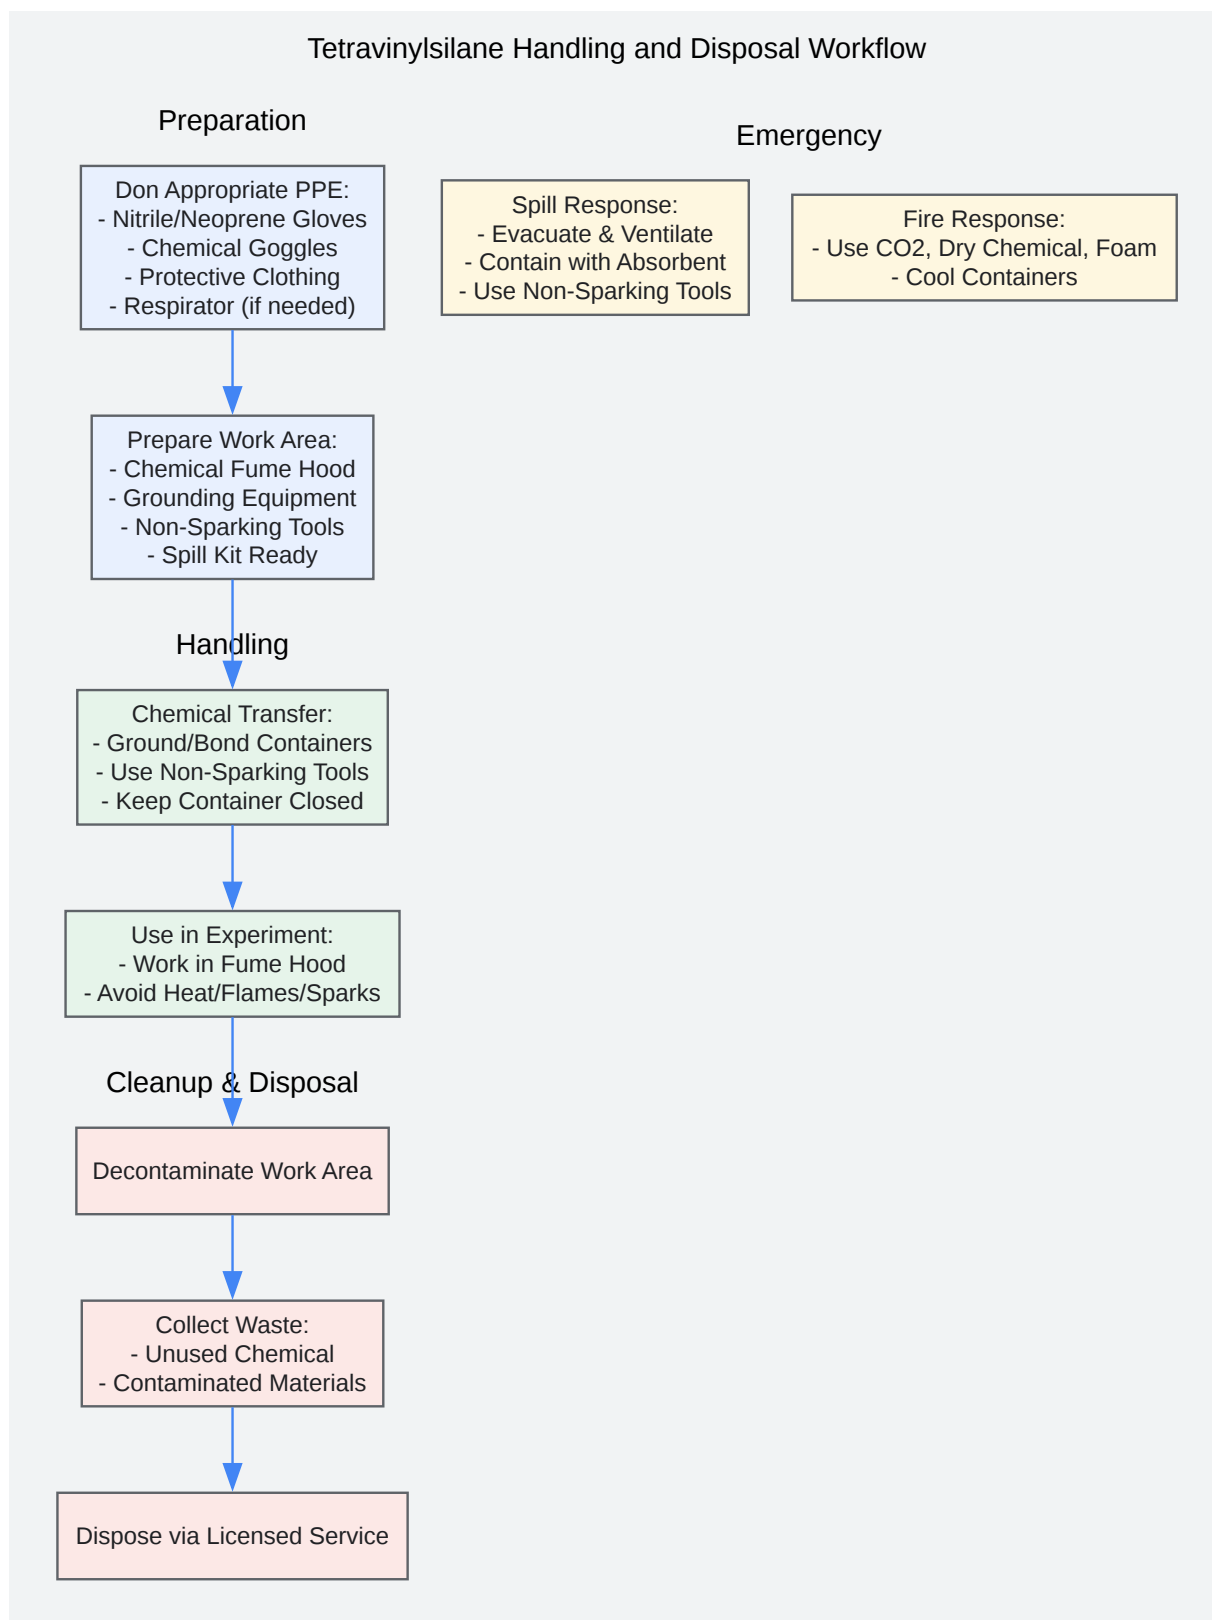 Tetravinylsilane Handling and Disposal Workflow
Preparation
Don Appropriate PPE:
- Nitrile/Neoprene Gloves
- Chemical Goggles
- Protective Clothing
- Respirator (if needed)
Prepare Work Area:
- Chemical Fume Hood
- Grounding Equipment
- Non-Sparking Tools
- Spill Kit Ready
Handling
Chemical Transfer:
- Ground/Bond Containers
- Use Non-Sparking Tools
- Keep Container Closed
Use in Experiment:
- Work in Fume Hood
- Avoid Heat/Flames/Sparks
Cleanup & Disposal
Decontaminate Work Area
Collect Waste:
- Unused Chemical
- Contaminated Materials
Dispose via Licensed Service
Emergency
Spill Response:
- Evacuate & Ventilate
- Contain with Absorbent
- Use Non-Sparking Tools
Fire Response:
- Use CO2, Dry Chemical, Foam
- Cool Containers